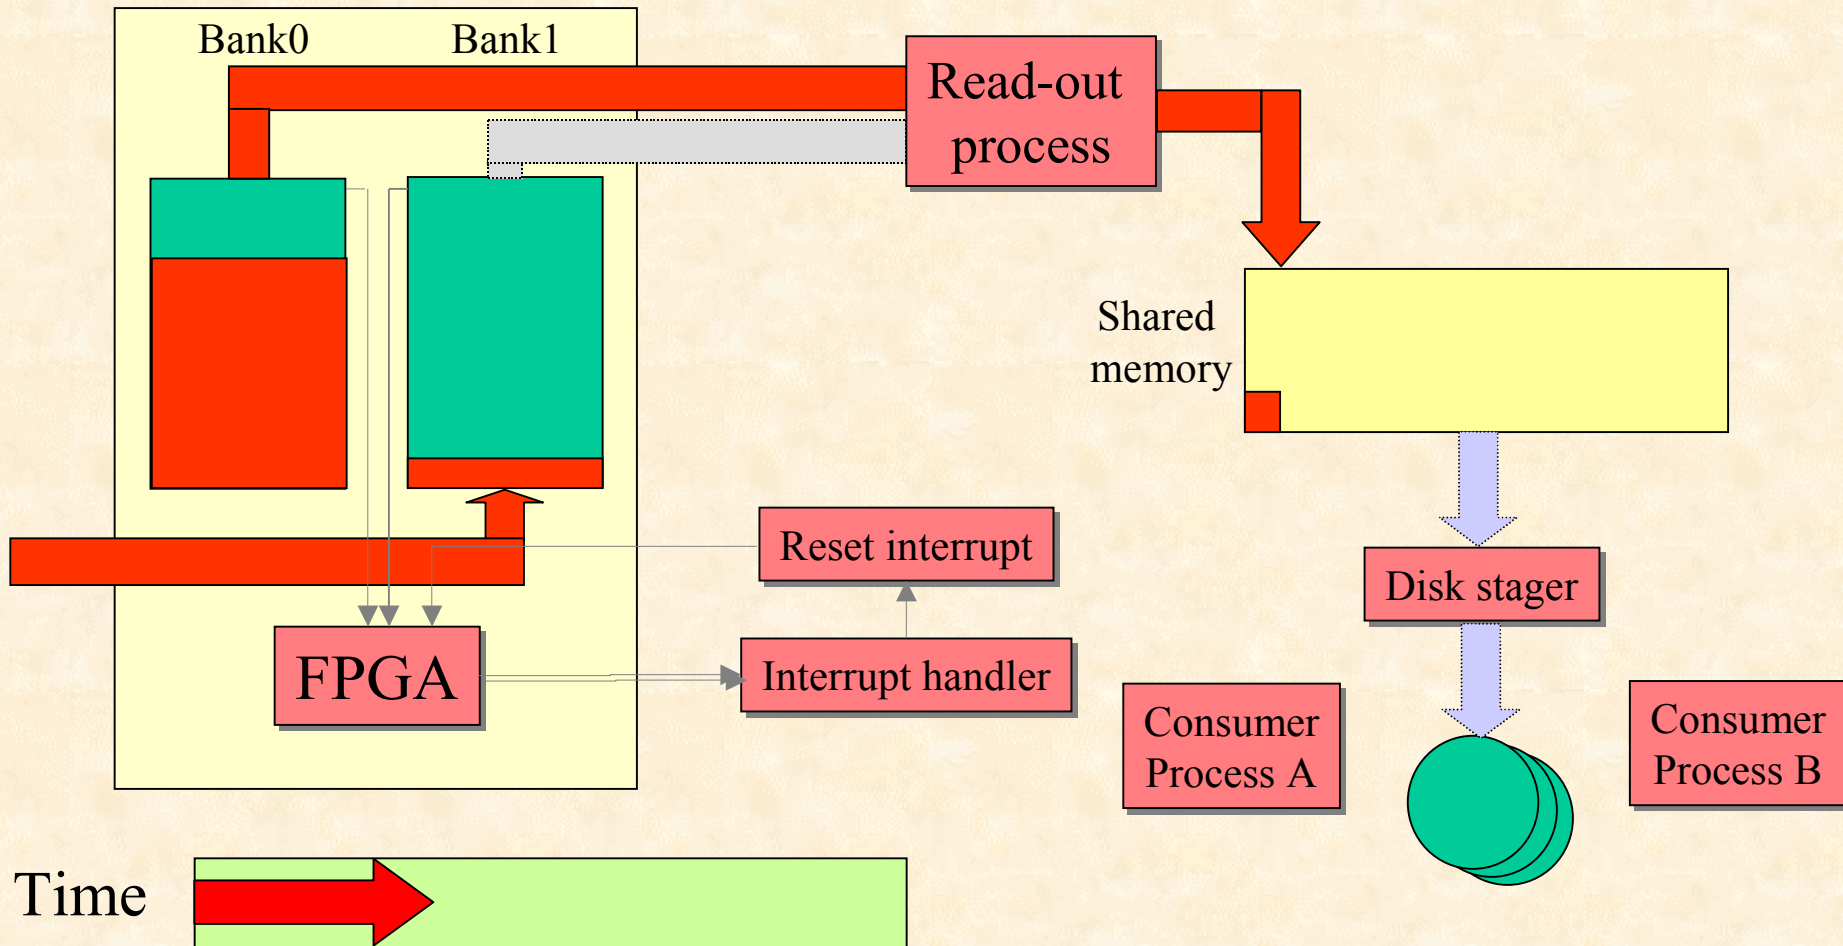 Bank0
Bank1
Read-out
process
Shared
memory
Reset interrupt
Disk stager
FPGA
Interrupt handler
Consumer
Process A
Consumer
Process B
Time